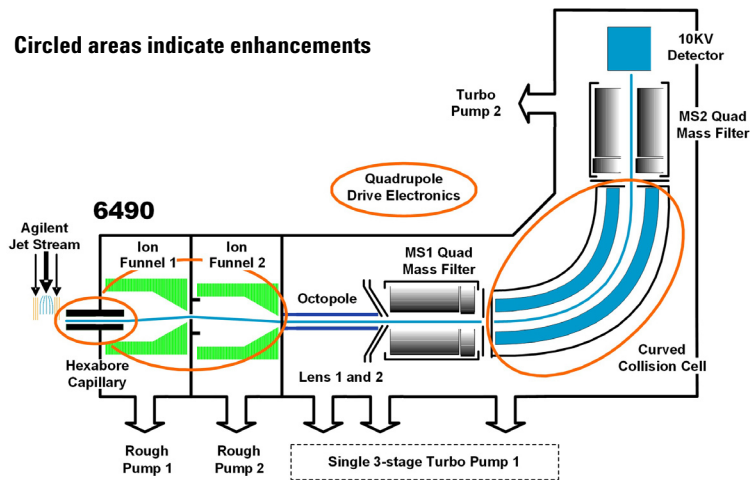 Circled areas indicate enhancements
10KV
Detector
Turbo
Pump 2
MS2 Quad
Mass Filter
Quadrupole
Drive Electronics
6490
Agilent
Jet Stream
Ion
Funnel 1
Ion
Funnel 2
MS1 Quad
Mass Filter
Octopole
Hexabore
Capillary
Lens 1 and 2
Curved
Collision Cell
Rough
Pump 1
Rough
Pump 2
Single 3-stage Turbo Pump 1